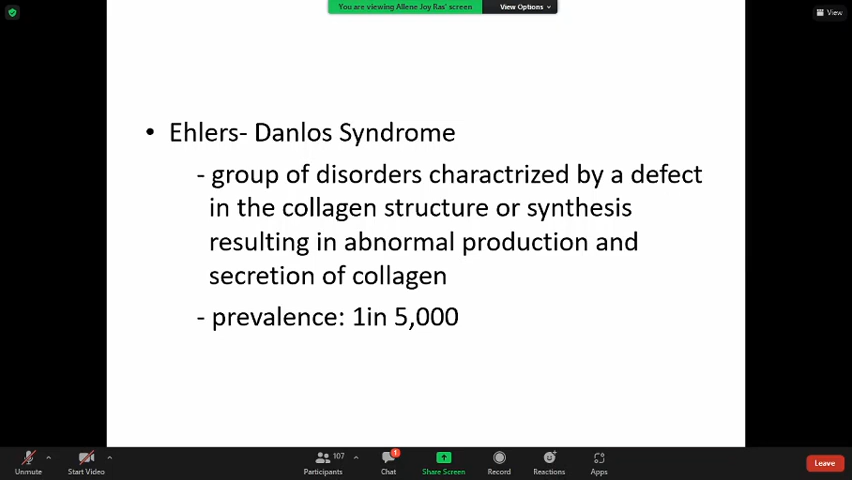 You are viewing Allene Joy Ras' screen
View Options
View
• Ehlers- Danlos Syndrome
- group of disorders charactrized by a defect
in the collagen structure or synthesis
resulting in abnormal production and
secretion of collagen
- prevalence: 1in 5,000
Unmute
Start Video
107
Participants
1
Chat
Share Screen
Record
Reactions
Apps
Leave